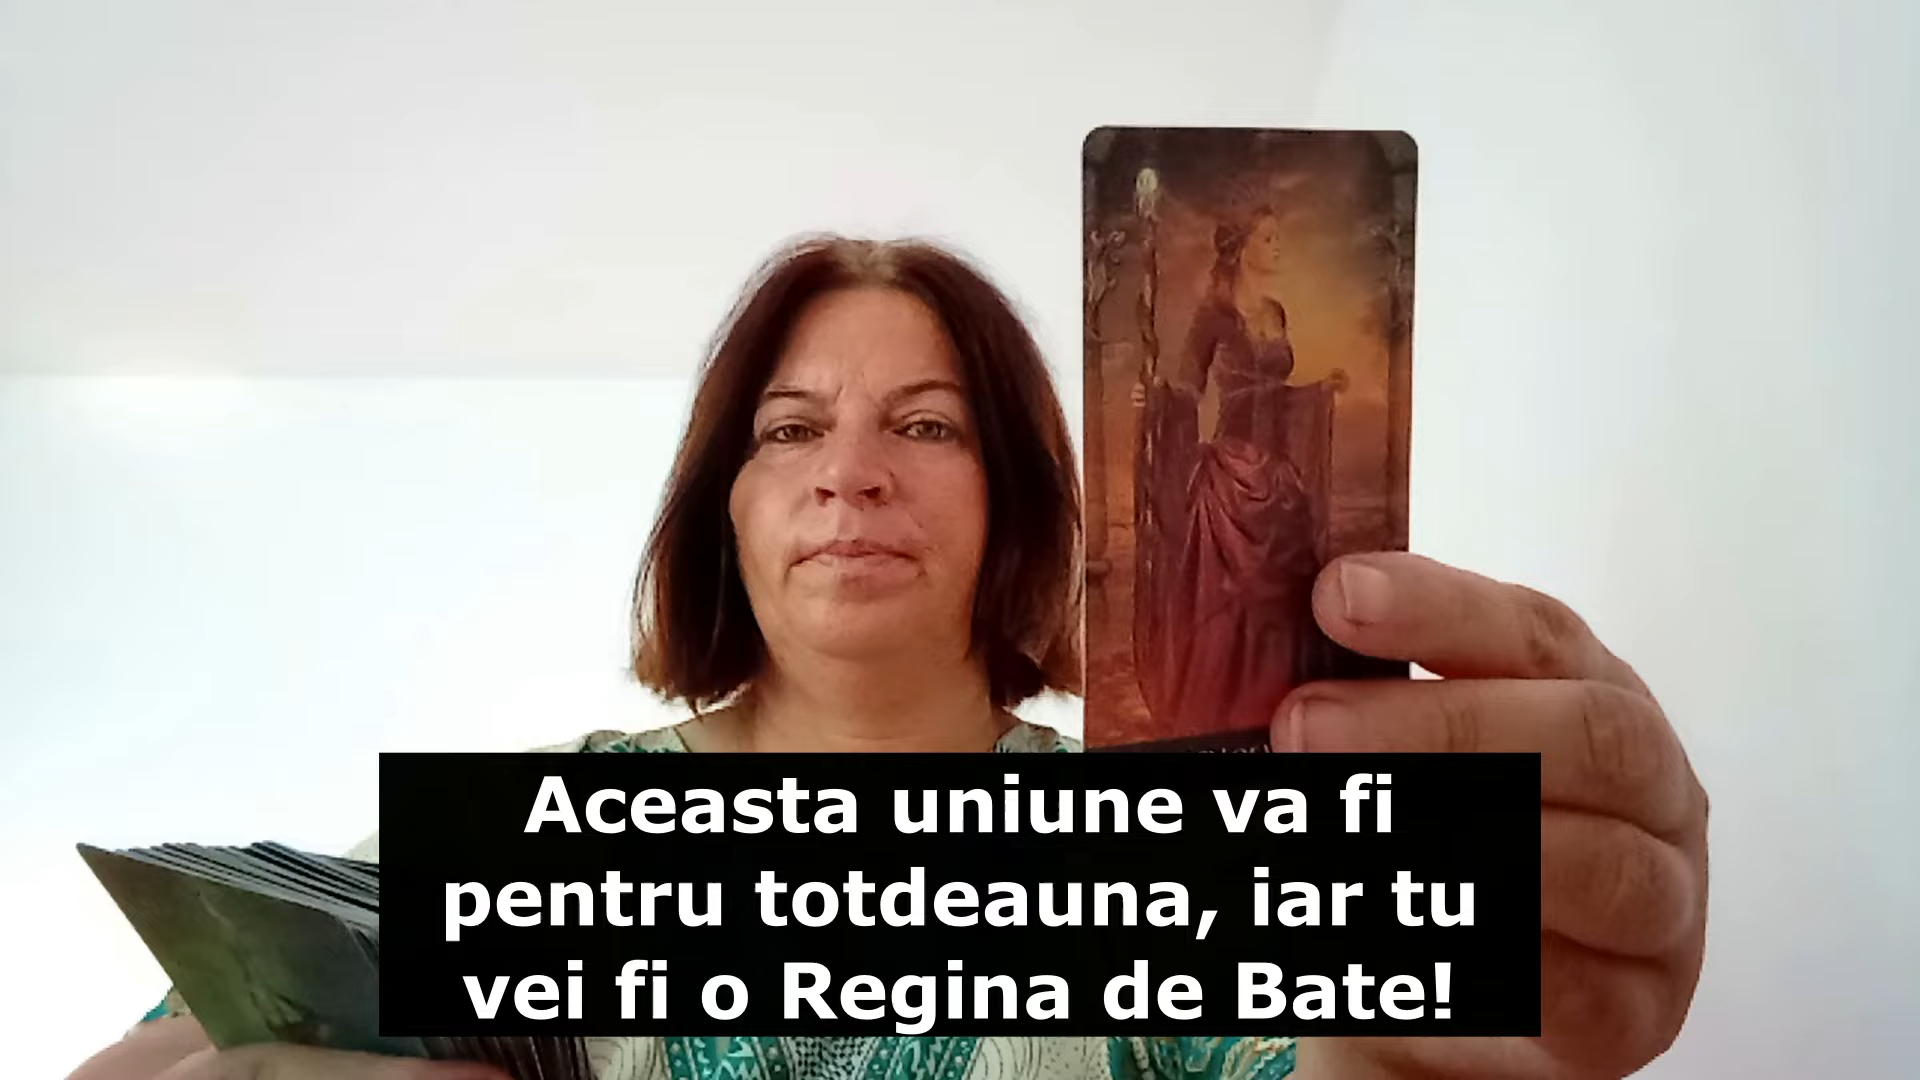 Aceasta uniune va fi
pentru totdeauna, iar tu
vei fi o Regina de Bate!